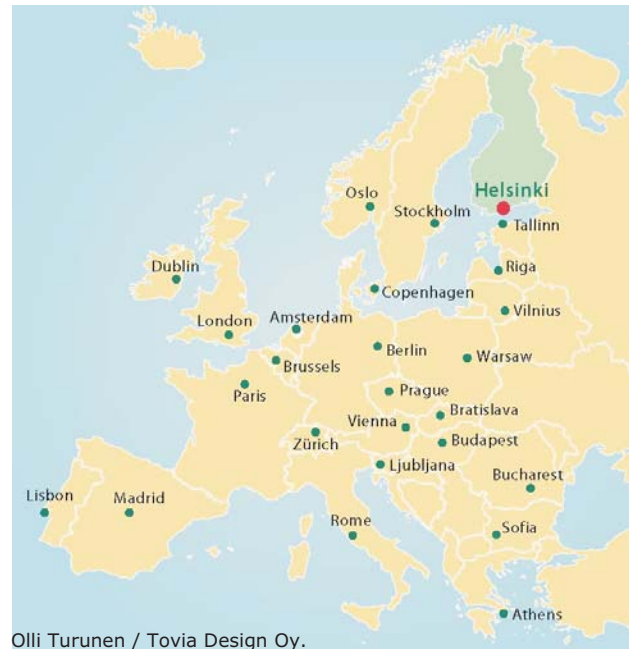 Helsinki
Oslo
Stockholm
Tallinn
Dublin
Riga
Copenhagen
London
Amsterdam
Vilnius
Berlin
Warsaw
Brussels
Paris
Prague
Bratislava
Vienna
Zürich
Budapest
Ljubljana
Bucharest
Lisbon
Madrid
Rome
Sofia
Athens
Olli Turunen / Tovia Design Oy.